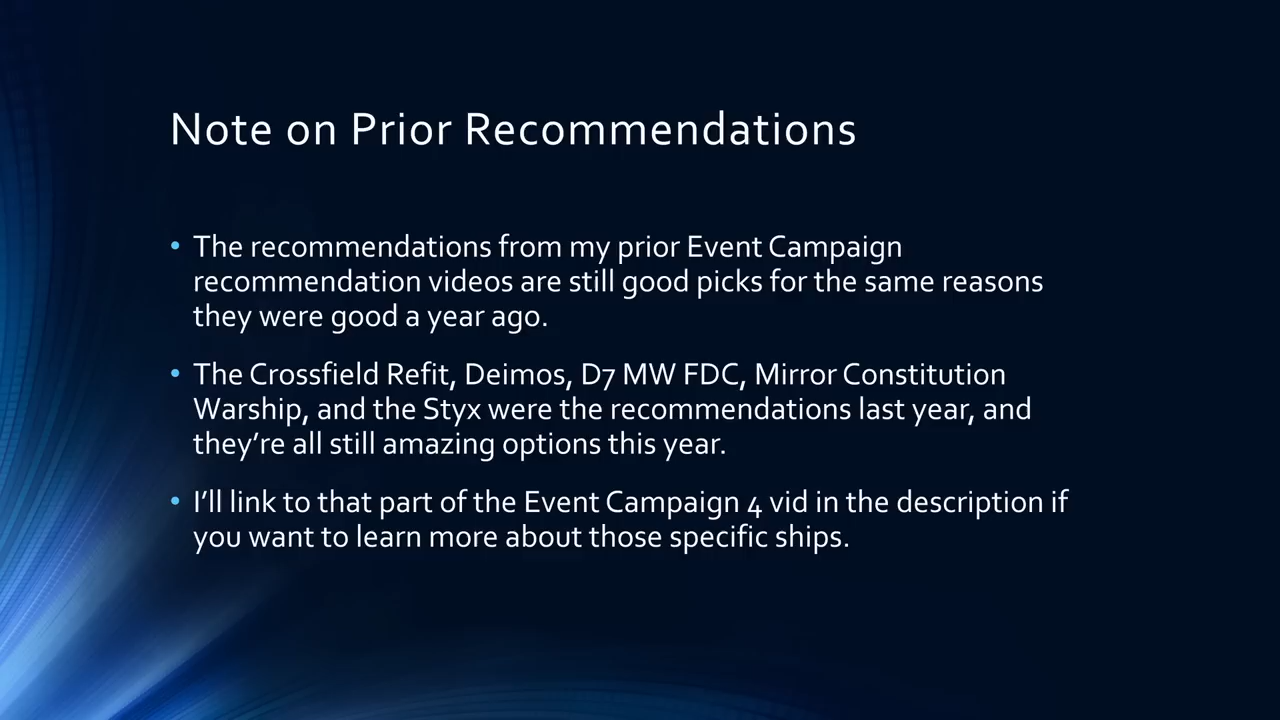 Note on Prior Recommendations
• The recommendations from my prior Event Campaign
recommendation videos are still good picks for the same reasons
they were good a year ago.
• The Crossfield Refit, Deimos, D7 MW FDC, Mirror Constitution
Warship, and the Styx were the recommendations last year, and
they’re all still amazing options this year.
• I’ll link to that part of the Event Campaign 4 vid in the description if
you want to learn more about those specific ships.